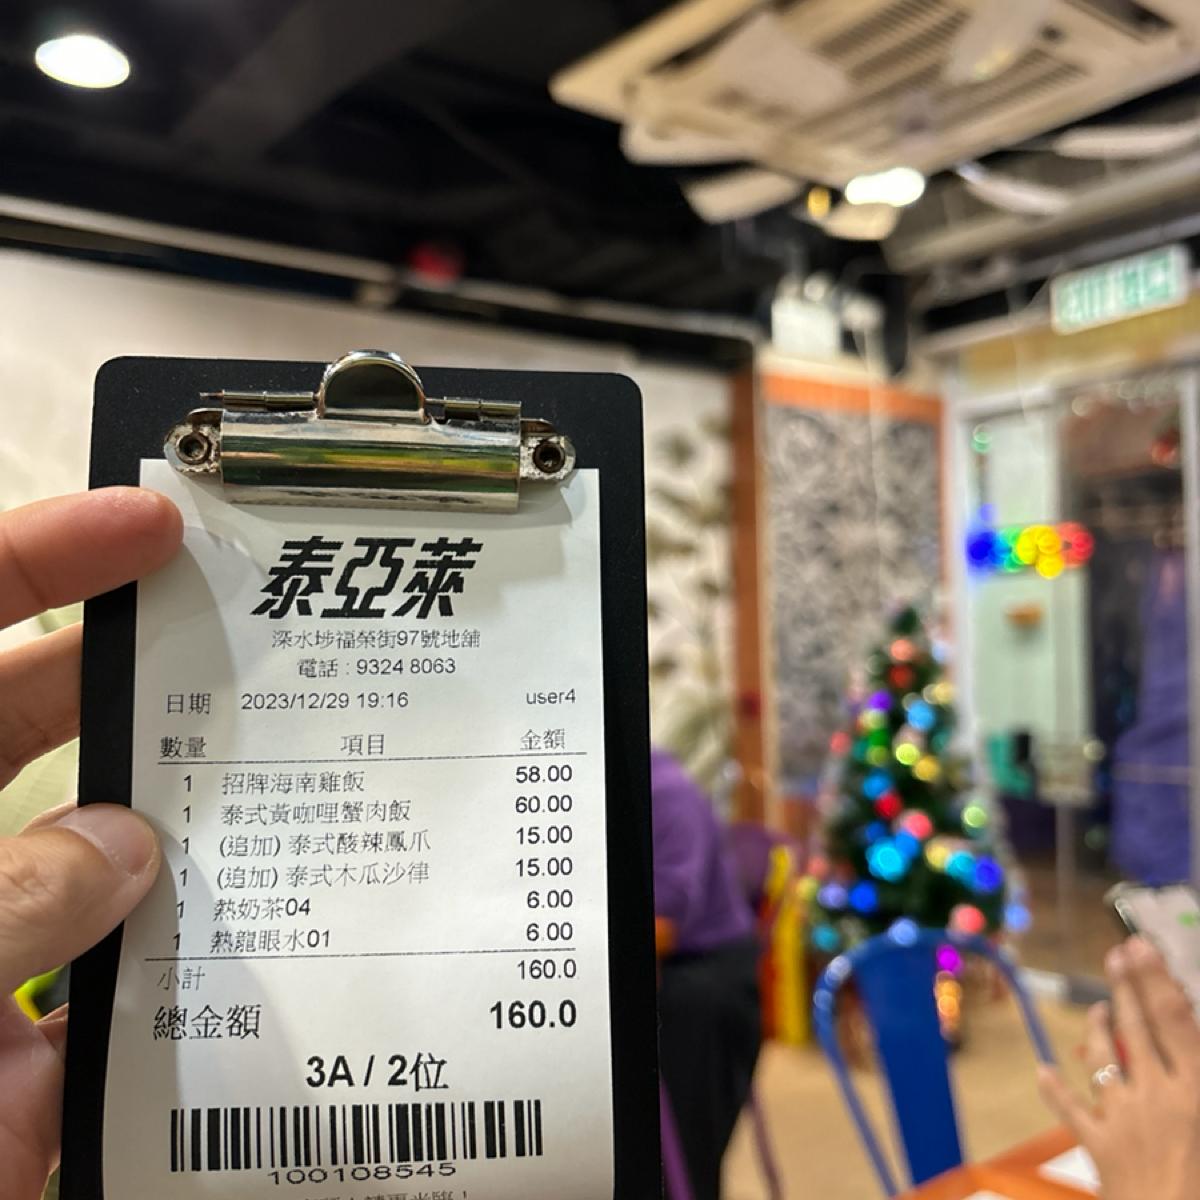 泰亞萊
深水埗福榮街97號地舖
電話 : 9324 8063
日期 2023/12/29 19:16 user4
數量 項目 金額
1 招牌海南雞飯 58.00
1 泰式黃咖哩蟹肉飯 60.00
1 (追加) 泰式酸辣鳳爪 15.00
1 (追加) 泰式木瓜沙律 15.00
1 熱奶茶04 6.00
1 熱龍眼水01 6.00
小計 160.0
總金額 160.0
3A / 2位
100108545
EXIT 出口